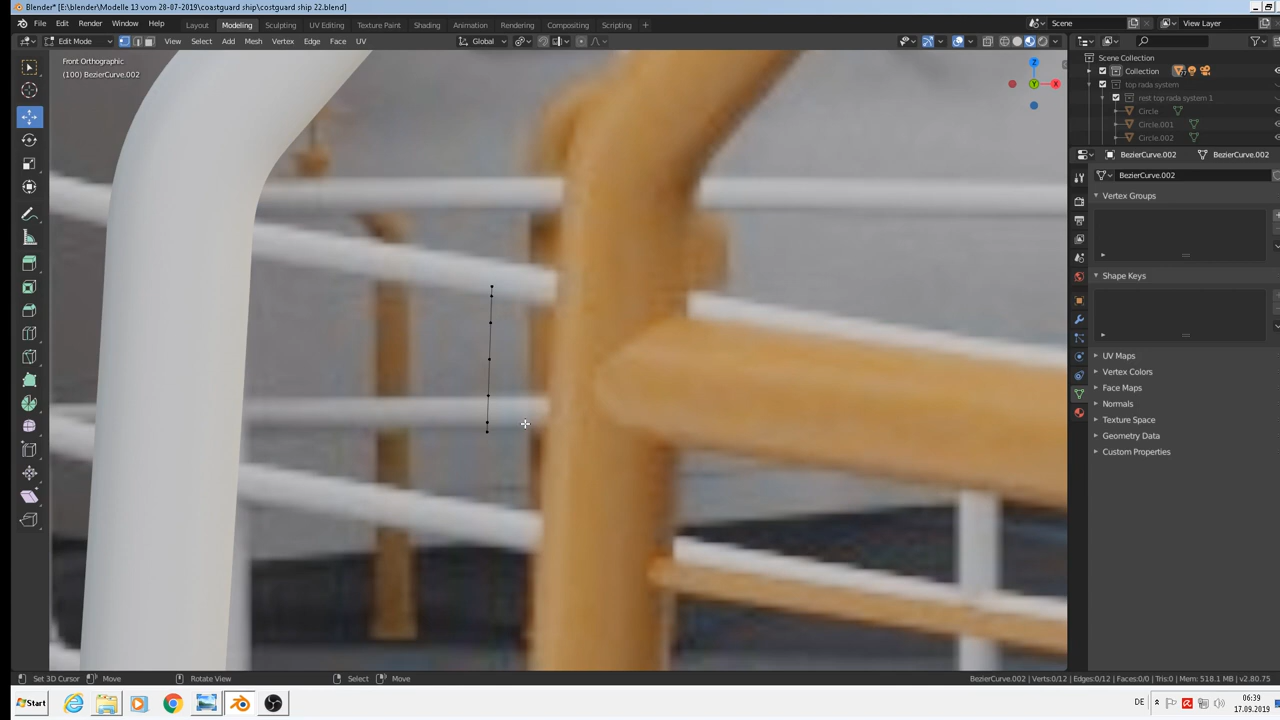 Blender* [E:\blender\Modelle 13 vom 28-07-2019\coastguard ship\costguard ship 22.blend]
File Edit Render Window Help Layout Modeling Sculpting UV Editing Texture Paint Shading Animation Rendering Compositing Scripting + Scene View Layer
Edit Mode View Select Add Mesh Vertex Edge Face UV Global
Front Orthographic
(100) BezierCurve.002
Z
Y
X
Scene Collection
Collection
top rada system
rest top rada system 1
Circle
Circle.001
Circle.002
BezierCurve.002 BezierCurve.002
BezierCurve.002
Vertex Groups
Shape Keys
UV Maps
Vertex Colors
Face Maps
Normals
Texture Space
Geometry Data
Custom Properties
Set 3D Cursor Move Rotate View Select Move BezierCurve.002 | Verts:0/12 | Edges:0/12 | Faces:0/0 | Tris:0 | Mem: 518.1 MB | v2.80.75
Start DE 06:39
17.09.2019